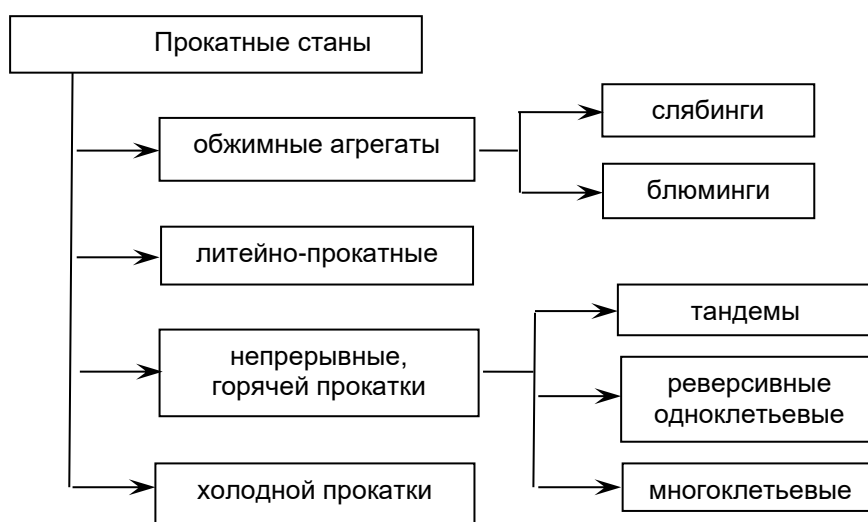 Прокатные станы
обжимные агрегаты
слябинги
блюминги
литейно-прокатные
непрерывные,
горячей прокатки
тандемы
реверсивные
одноклетьевые
многоклетьевые
холодной прокатки